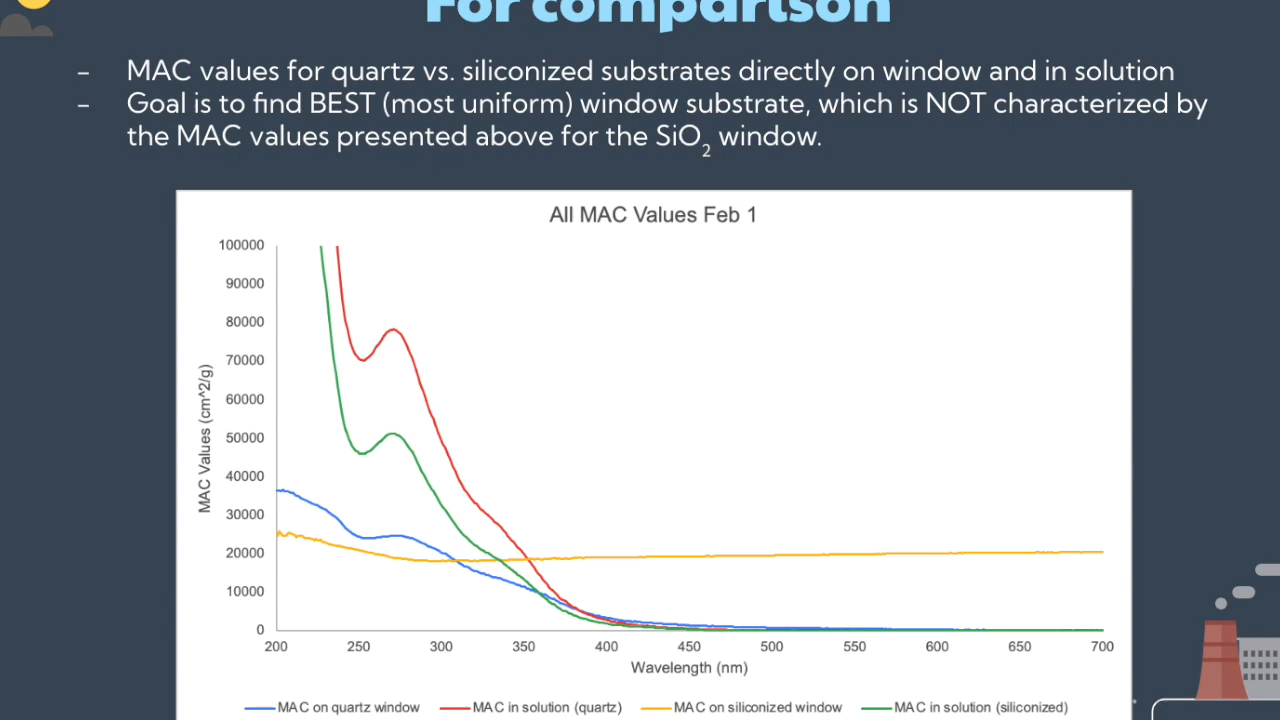 For comparison
- MAC values for quartz vs. siliconized substrates directly on window and in solution
- Goal is to find BEST (most uniform) window substrate, which is NOT characterized by
the MAC values presented above for the SiO₂ window.
All MAC Values Feb 1
100000
90000
80000
70000
60000
50000
40000
30000
20000
10000
0
MAC Values (cm^2/g)
200 250 300 350 400 450 500 550 600 650 700
Wavelength (nm)
MAC on quartz window MAC in solution (quartz) MAC on siliconized window MAC in solution (siliconized)